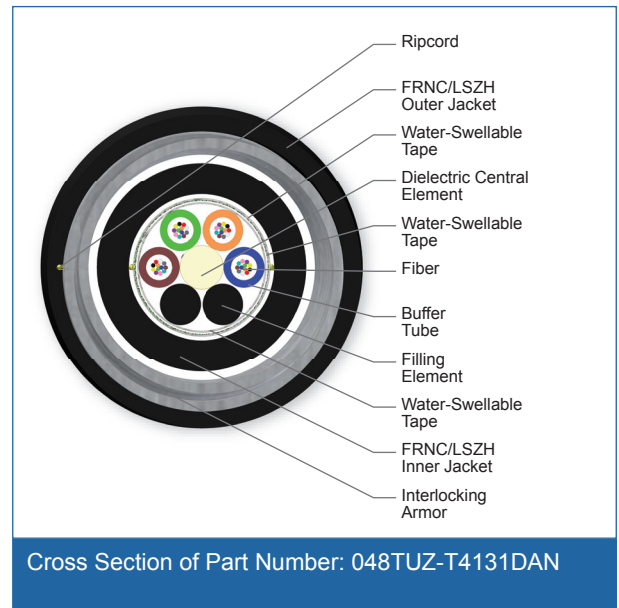 Ripcord
FRNC/LSZH
Outer Jacket
Water-Swellable
Tape
Dielectric Central
Element
Water-Swellable
Tape
Fiber
Buffer
Tube
Filling
Element
Water-Swellable
Tape
FRNC/LSZH
Inner Jacket
Interlocking
Armor
Cross Section of Part Number: 048TUZ-T4131DAN